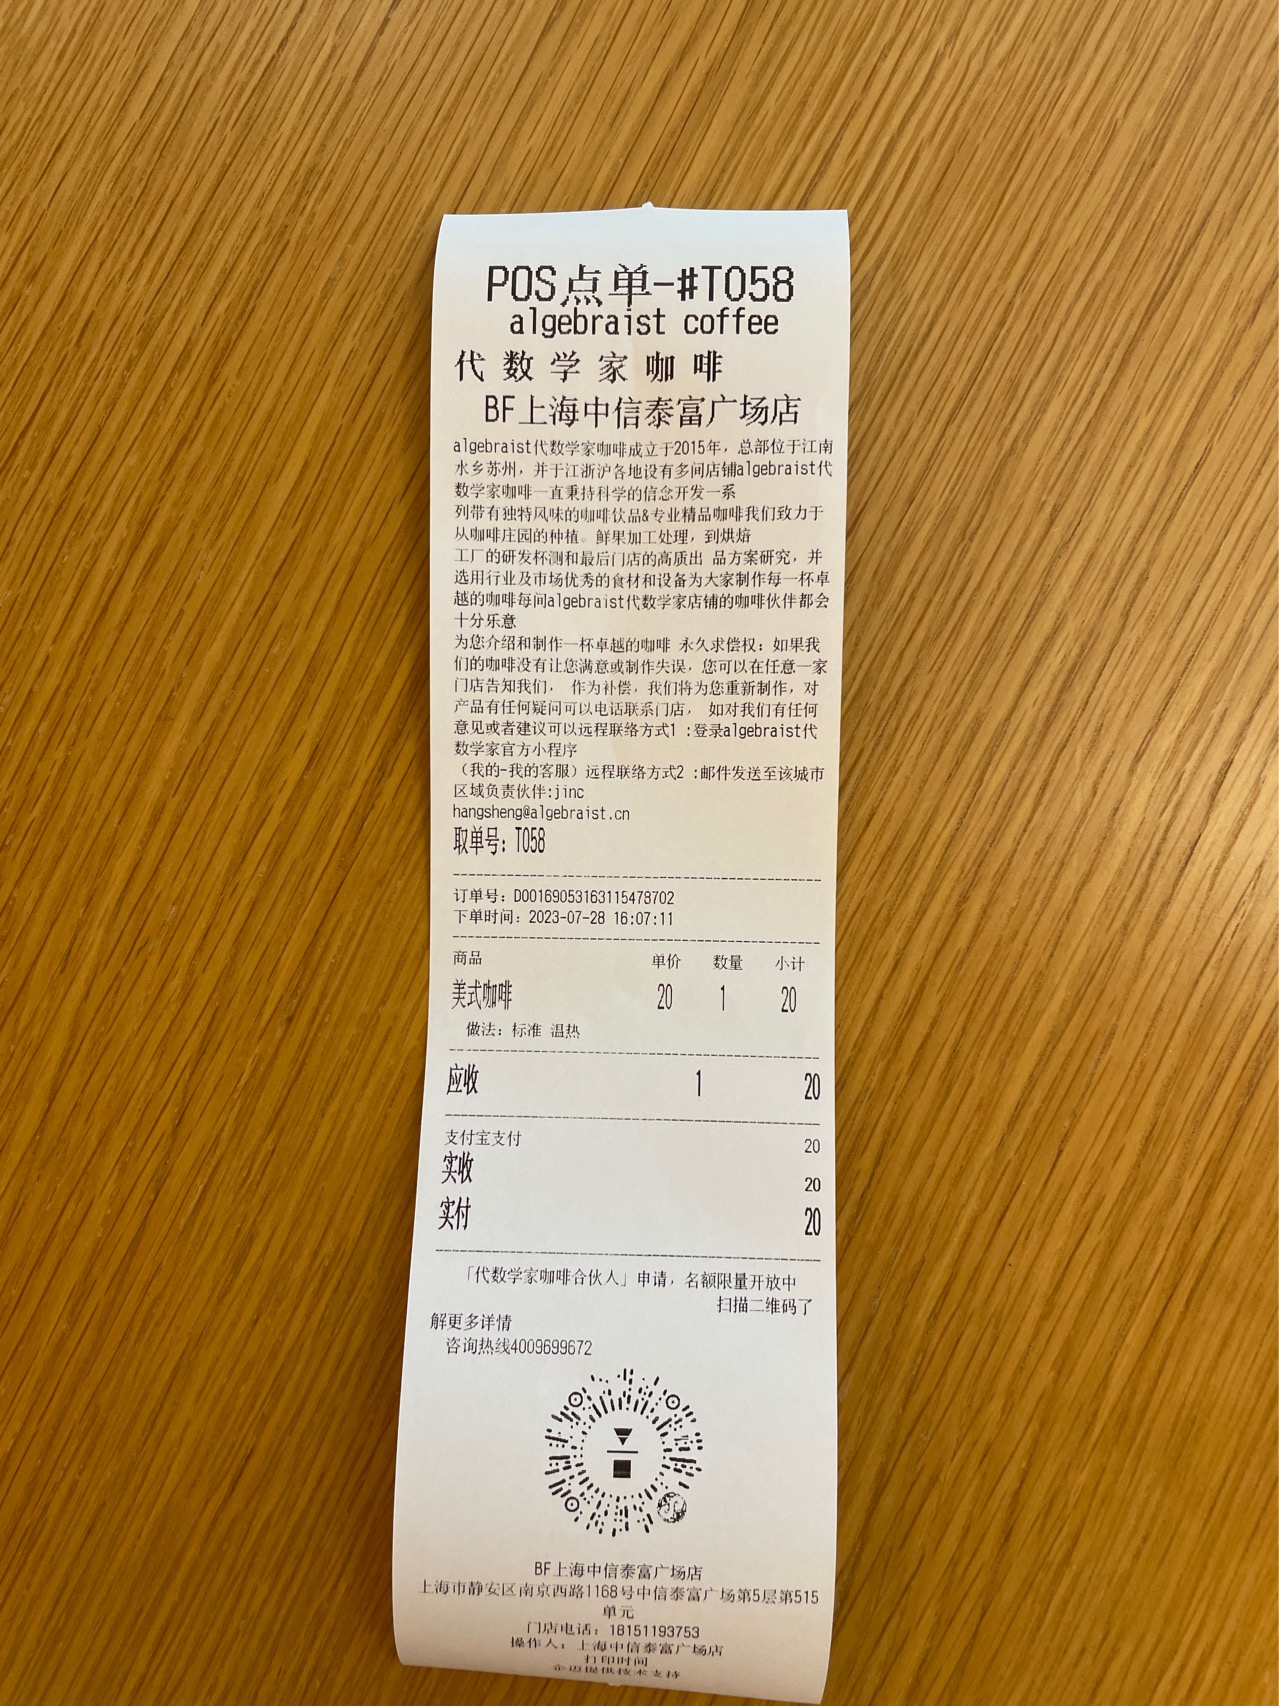 POS点单-#T058
algebraist coffee
代数学家咖啡
BF上海中信泰富广场店
algebraist代数学家咖啡成立于2015年，总部位于江南
水乡苏州，并于江浙沪各地设有多间店铺algebraist代
数学家咖啡一直秉持科学的信念开发一系
列带有独特风味的咖啡饮品&专业精品咖啡我们致力于
从咖啡庄园的种植。鲜果加工处理，到烘焙
工厂的研发杯测和最后门店的高质出 品方案研究，并
选用行业及市场优秀的食材和设备为大家制作每一杯卓
越的咖啡每间algebraist代数学家店铺的咖啡伙伴都会
十分乐意
为您介绍和制作一杯卓越的咖啡 永久求偿权：如果我
们的咖啡没有让您满意或制作失误，您可以在任意一家
门店告知我们， 作为补偿，我们将为您重新制作，对
产品有任何疑问可以电话联系门店， 如对我们有任何
意见或者建议可以远程联络方式1 :登录algebraist代
数学家官方小程序
（我的-我的客服）远程联络方式2 :邮件发送至该城市
区域负责伙伴:jinc
hangsheng@algebraist.cn
取单号：T058
订单号：D00169053163115478702
下单时间：2023-07-28 16:07:11
商品 单价 数量 小计
美式咖啡 20 1 20
做法：标准 温热
应收 1 20
支付宝支付 20
实收 20
实付 20
「代数学家咖啡合伙人」申请，名额限量开放中
扫描二维码了
解更多详情
咨询热线4009699672
BF上海中信泰富广场店
上海市静安区南京西路1168号中信泰富广场第5层第515
单元
门店电话：18151193753
操作人：上海中信泰富广场店
打印时间
企迈提供技术支持